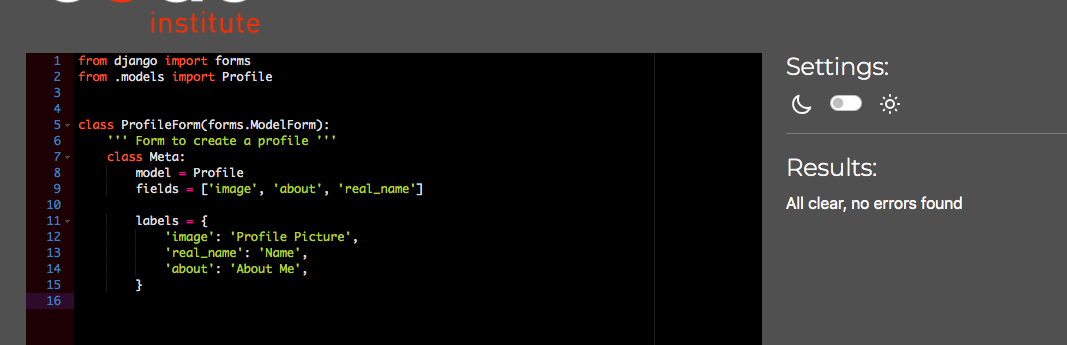 institute
1 from django import forms
2 from .models import Profile
3
4
5 class ProfileForm(forms.ModelForm):
6     ''' Form to create a profile '''
7     class Meta:
8         model = Profile
9         fields = ['image', 'about', 'real_name']
10
11         labels = {
12             'image': 'Profile Picture',
13             'real_name': 'Name',
14             'about': 'About Me',
15         }
16
Settings:
Results:
All clear, no errors found